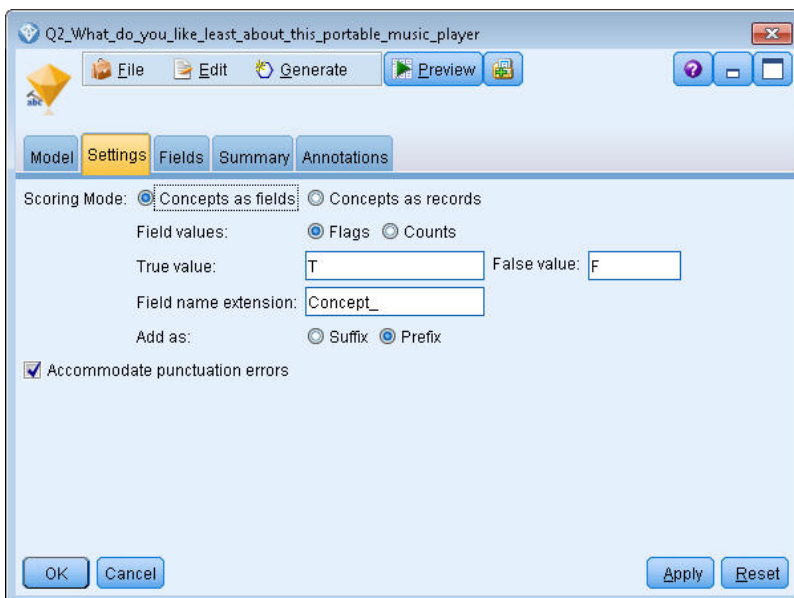 Q2_What_do_you_like_least_about_this_portable_music_player
File Edit Generate Preview
abc
Model Settings Fields Summary Annotations
Scoring Mode: Concepts as fields Concepts as records
Field values: Flags Counts
True value: T False value: F
Field name extension: Concept_
Add as: Suffix Prefix
Accommodate punctuation errors
OK Cancel Apply Reset